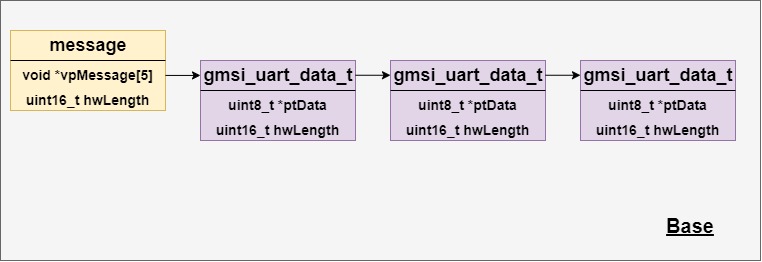 message
void *vpMessage[5]
uint16_t hwLength
gmsi_uart_data_t
uint8_t *ptData
uint16_t hwLength
gmsi_uart_data_t
uint8_t *ptData
uint16_t hwLength
gmsi_uart_data_t
uint8_t *ptData
uint16_t hwLength
Base